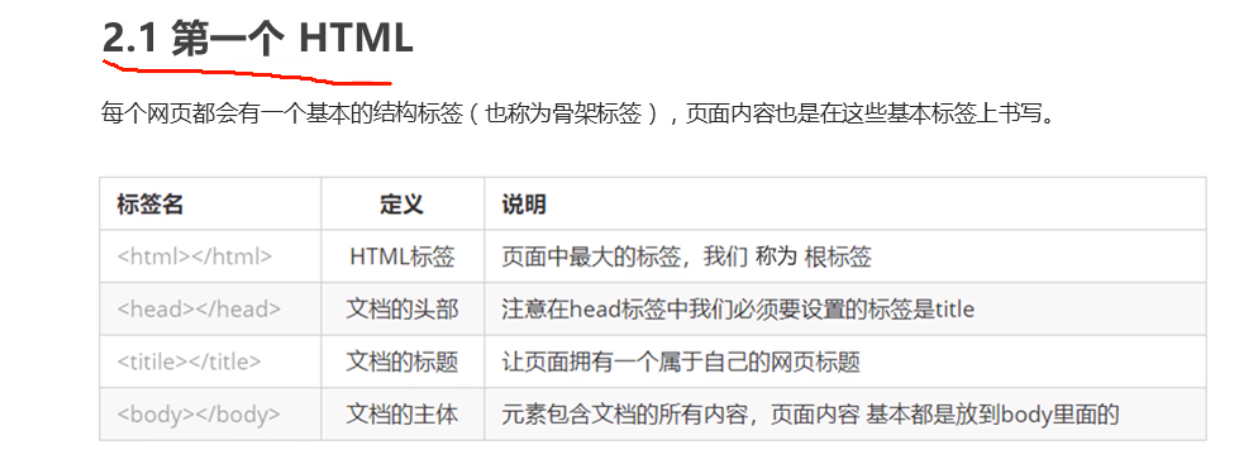 2.1 第一个 HTML
每个网页都会有一个基本的结构标签（也称为骨架标签），页面内容也是在这些基本标签上书写。
标签名 定义 说明
<html></html> HTML标签 页面中最大的标签，我们 称为 根标签
<head></head> 文档的头部 注意在head标签中我们必须要设置的标签是title
<titile></title> 文档的标题 让页面拥有一个属于自己的网页标题
<body></body> 文档的主体 元素包含文档的所有内容，页面内容 基本都是放到body里面的